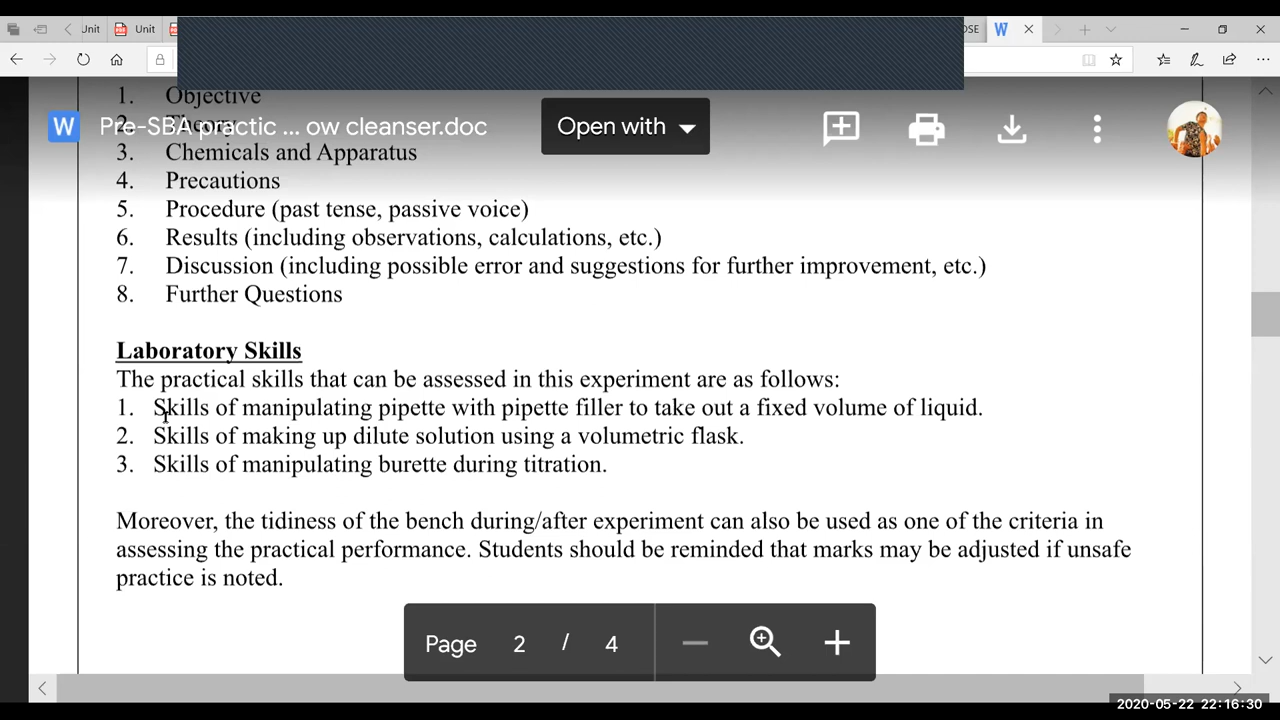 Unit
Unit
OSE
W
1. Objective
W Pre-SBA practic ... ow cleanser.doc
Open with
2. Theory
3. Chemicals and Apparatus
4. Precautions
5. Procedure (past tense, passive voice)
6. Results (including observations, calculations, etc.)
7. Discussion (including possible error and suggestions for further improvement, etc.)
8. Further Questions
Laboratory Skills
The practical skills that can be assessed in this experiment are as follows:
1. Skills of manipulating pipette with pipette filler to take out a fixed volume of liquid.
2. Skills of making up dilute solution using a volumetric flask.
3. Skills of manipulating burette during titration.
Moreover, the tidiness of the bench during/after experiment can also be used as one of the criteria in
assessing the practical performance. Students should be reminded that marks may be adjusted if unsafe
practice is noted.
Page 2 / 4
2020-05-22 22:16:30